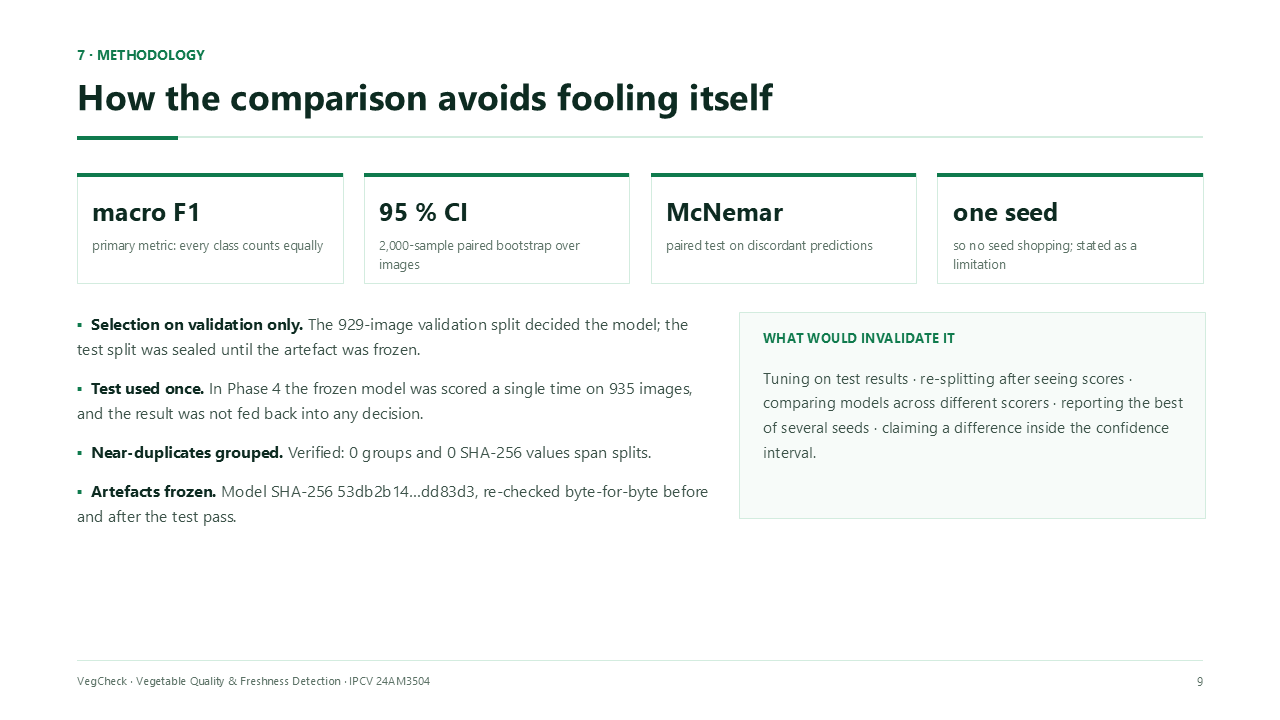 7 · METHODOLOGY
How the comparison avoids fooling itself
macro F1
primary metric: every class counts equally
95 % CI
2,000-sample paired bootstrap over
images
McNemar
paired test on discordant predictions
one seed
so no seed shopping; stated as a
limitation
▪ Selection on validation only. The 929-image validation split decided the model; the
test split was sealed until the artefact was frozen.
▪ Test used once. In Phase 4 the frozen model was scored a single time on 935 images,
and the result was not fed back into any decision.
▪ Near-duplicates grouped. Verified: 0 groups and 0 SHA-256 values span splits.
▪ Artefacts frozen. Model SHA-256 53db2b14…dd83d3, re-checked byte-for-byte before
and after the test pass.
WHAT WOULD INVALIDATE IT
Tuning on test results · re-splitting after seeing scores ·
comparing models across different scorers · reporting the best
of several seeds · claiming a difference inside the confidence
interval.
VegCheck · Vegetable Quality & Freshness Detection · IPCV 24AM3504
9